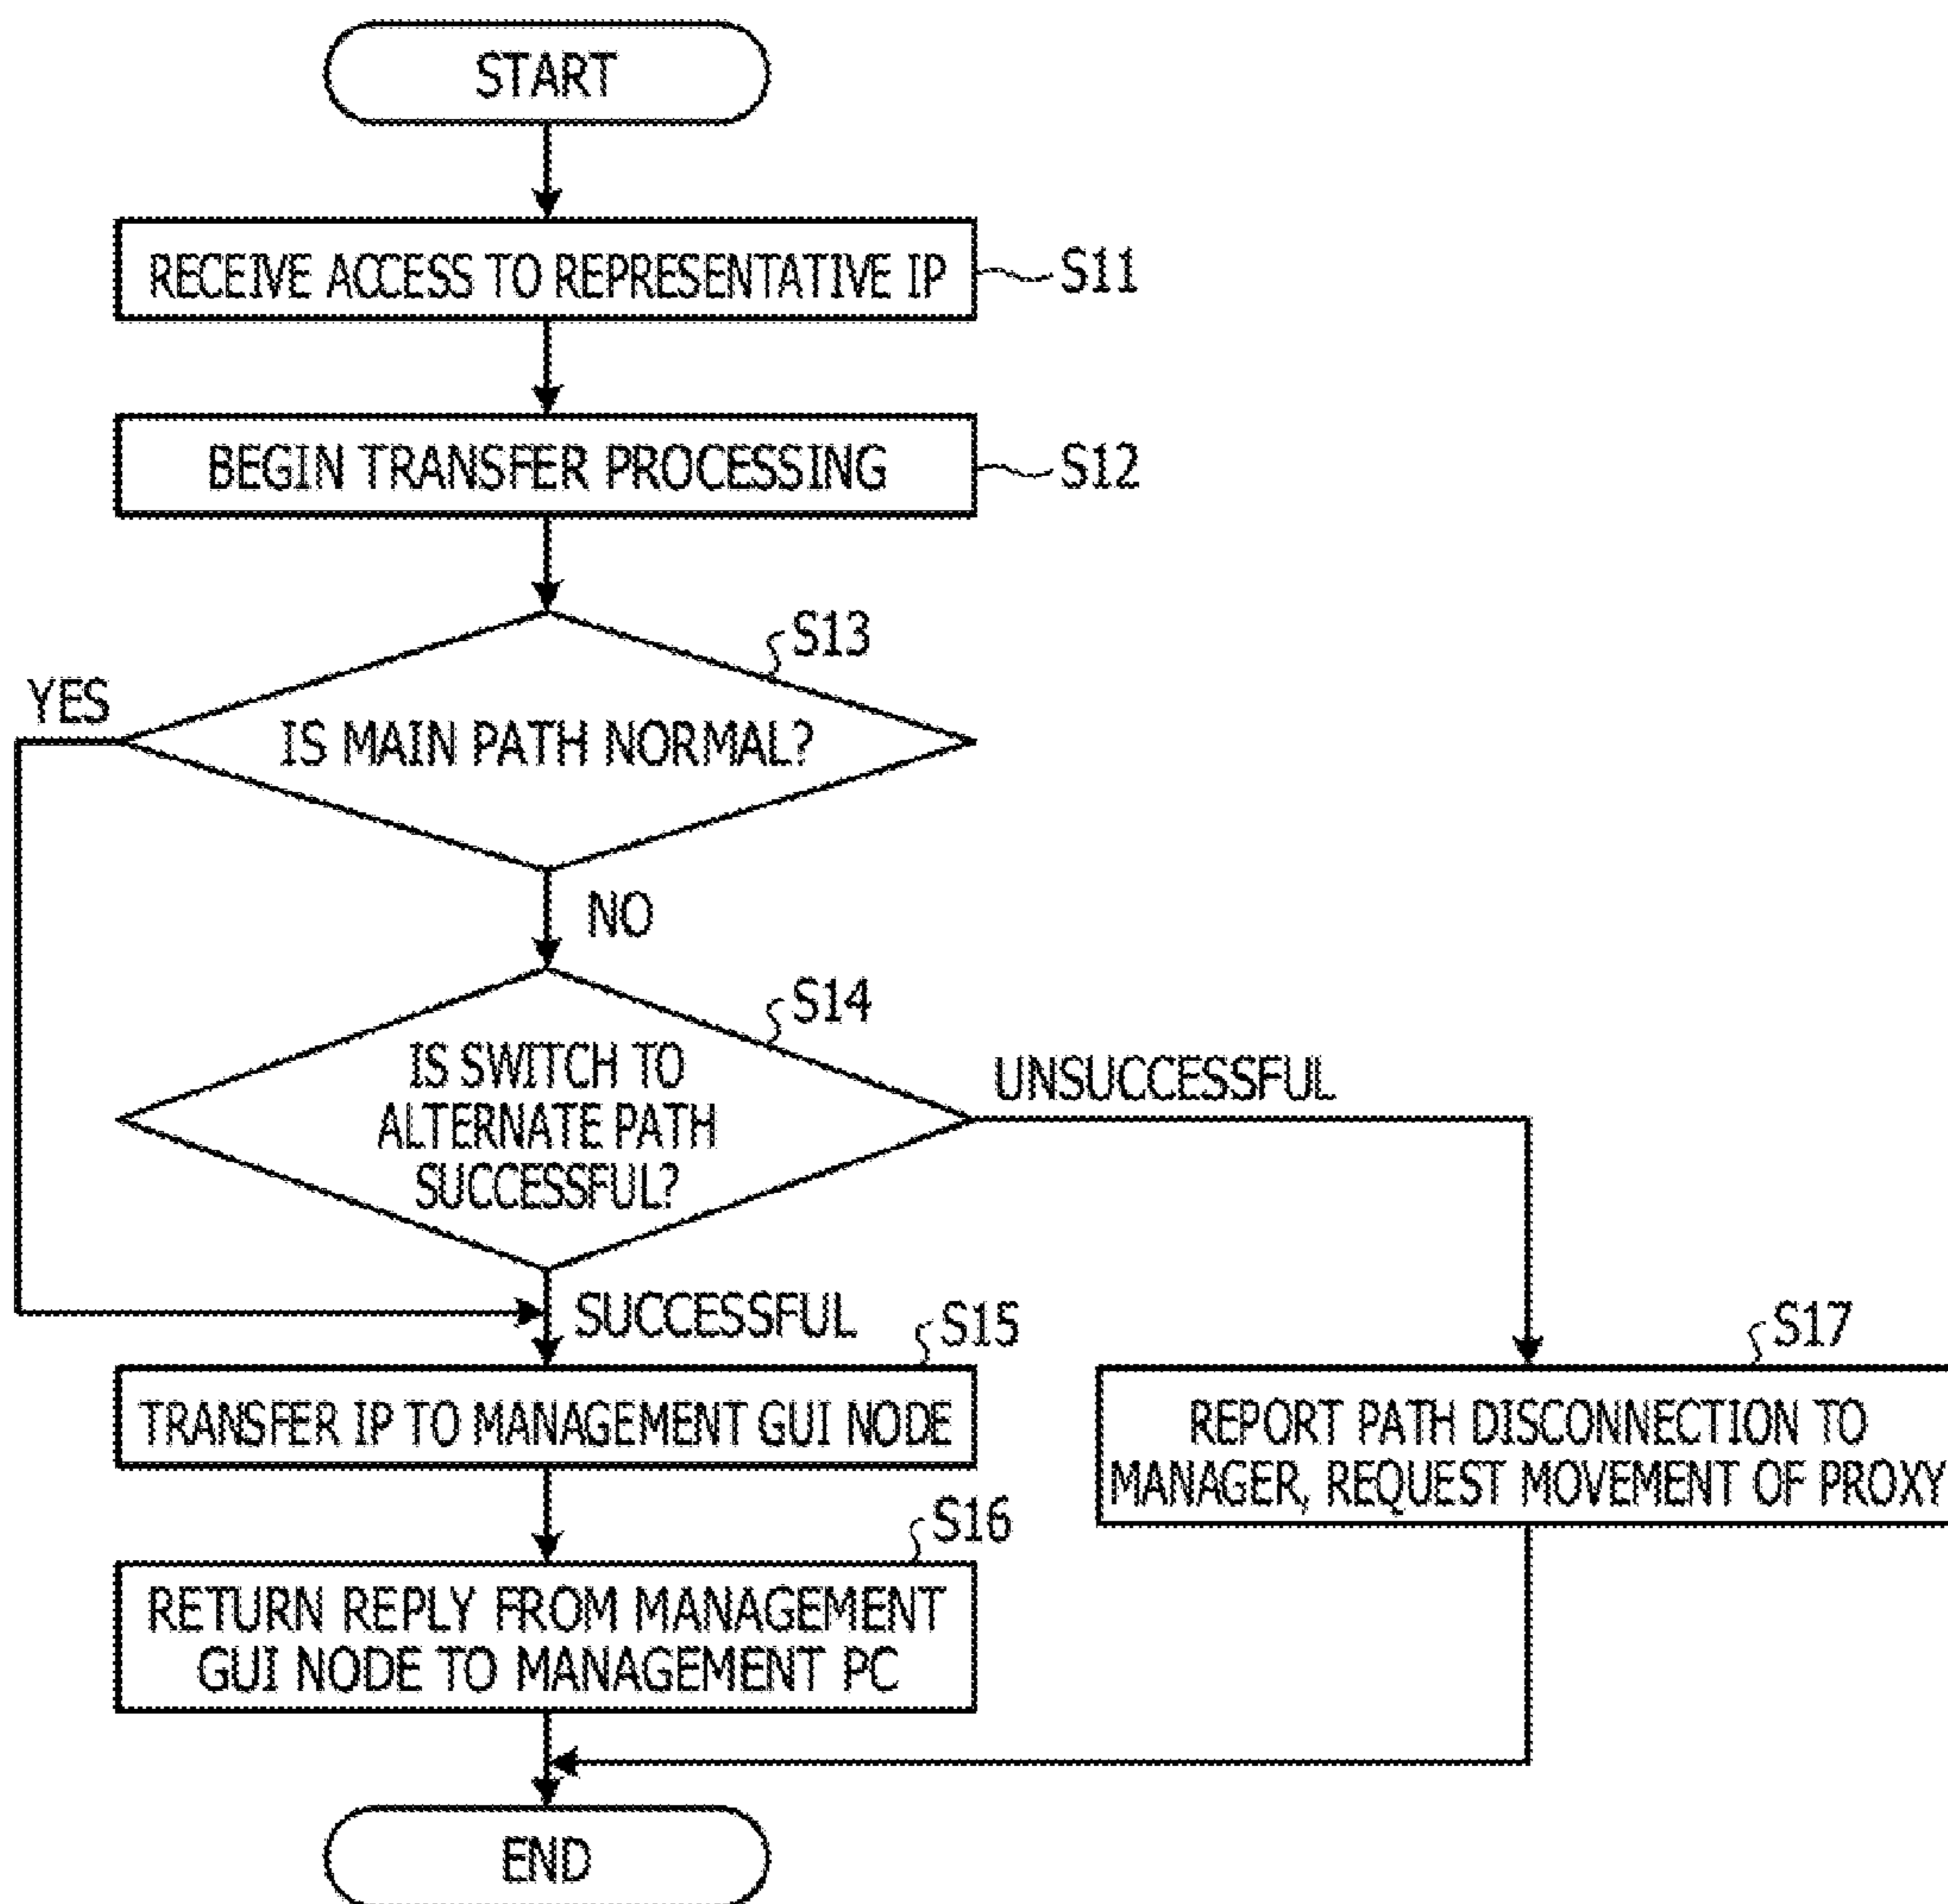 START
RECEIVE ACCESS TO REPRESENTATIVE IP
S11
BEGIN TRANSFER PROCESSING
S12
S13
YES
IS MAIN PATH NORMAL?
NO
S14
IS SWITCH TO
ALTERNATE PATH
SUCCESSFUL?
UNSUCCESSFUL
SUCCESSFUL
S15
TRANSFER IP TO MANAGEMENT GUI NODE
S17
REPORT PATH DISCONNECTION TO
MANAGER, REQUEST MOVEMENT OF PROXY
S16
RETURN REPLY FROM MANAGEMENT
GUI NODE TO MANAGEMENT PC
END